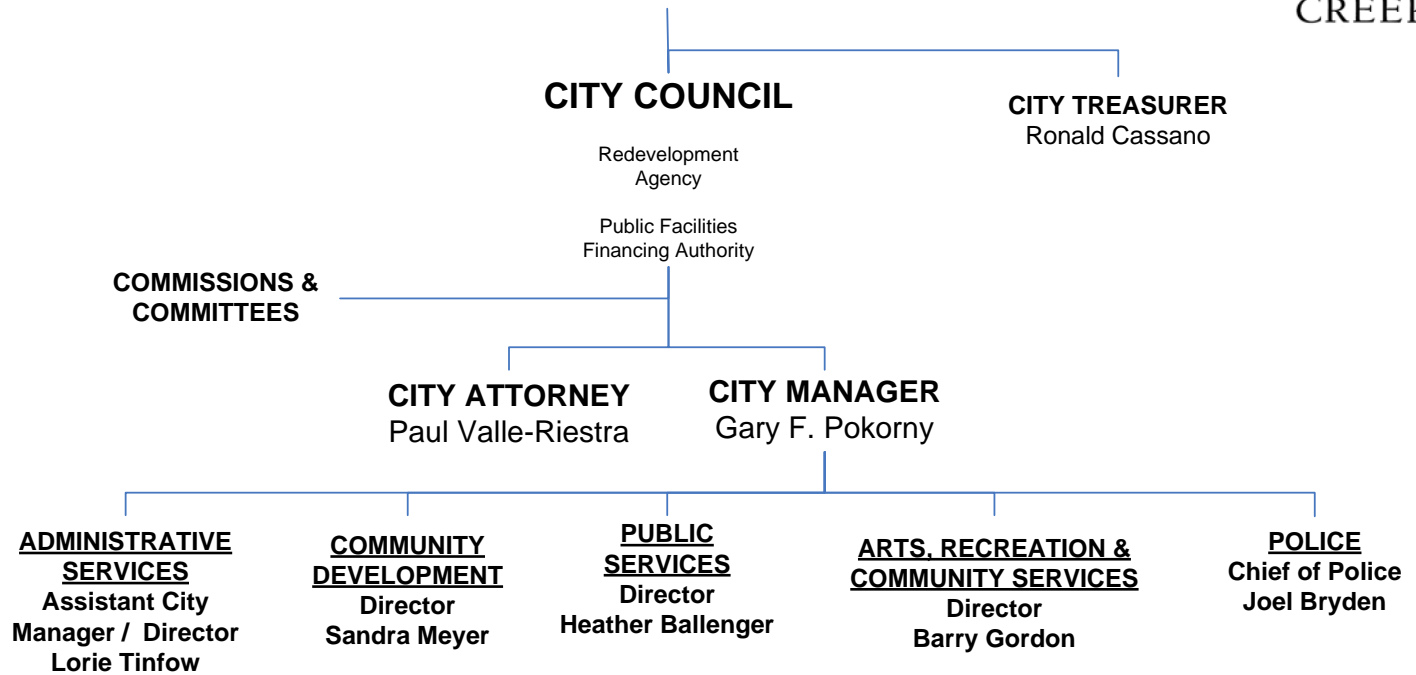 CITY COUNCIL
Redevelopment
Agency
Public Facilities
Financing Authority
CITY TREASURER
Ronald Cassano
COMMISSIONS &
COMMITTEES
CITY ATTORNEY
Paul Valle-Riestra
CITY MANAGER
Gary F. Pokorny
ADMINISTRATIVE
SERVICES
Assistant City
Manager / Director
Lorie Tinfow
COMMUNITY
DEVELOPMENT
Director
Sandra Meyer
PUBLIC
SERVICES
Director
Heather Ballenger
ARTS, RECREATION &
COMMUNITY SERVICES
Director
Barry Gordon
POLICE
Chief of Police
Joel Bryden